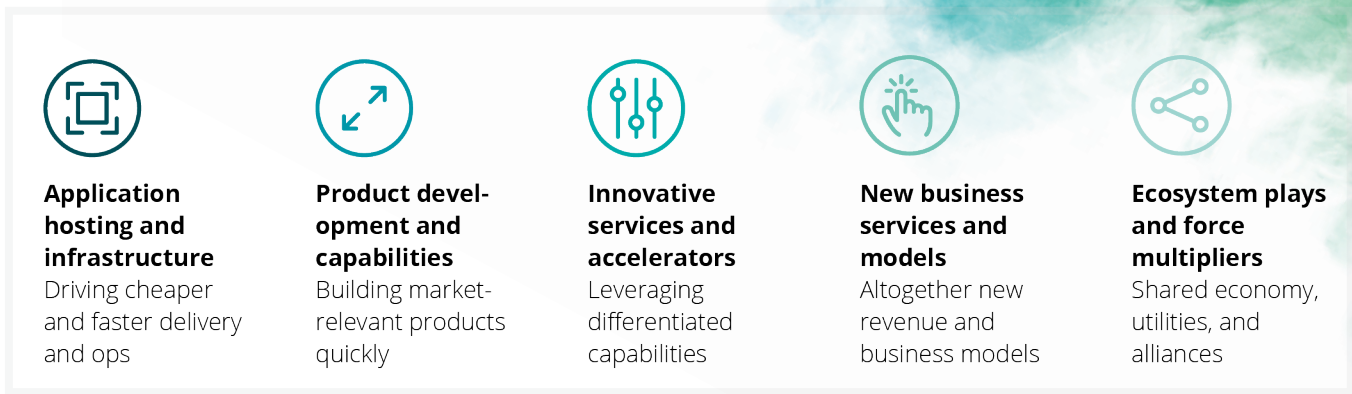 Application
hosting and
infrastructure
Driving cheaper
and faster delivery
and ops
Product devel-
opment and
capabilities
Building market-
relevant products
quickly
Innovative
services and
accelerators
Leveraging
differentiated
capabilities
New business
services and
models
Altogether new
revenue and
business models
Ecosystem plays
and force
multipliers
Shared economy,
utilities, and
alliances